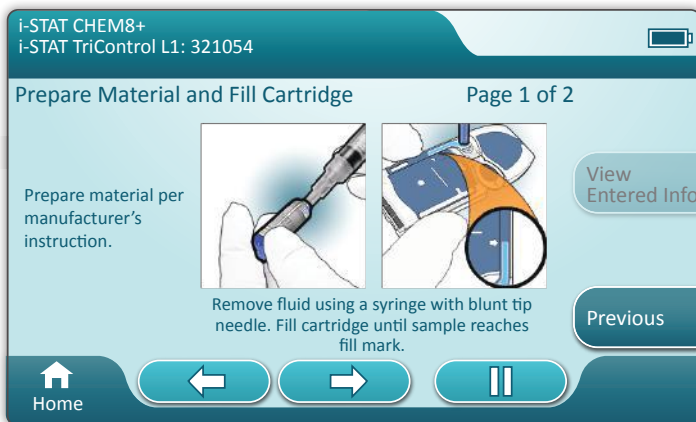 i-STAT CHEM8+
i-STAT TriControl L1: 321054
Prepare Material and Fill Cartridge
Page 1 of 2
Prepare material per
manufacturer's
instruction.
Remove fluid using a syringe with blunt tip
needle. Fill cartridge until sample reaches
fill mark.
View
Entered Info
Previous
Home